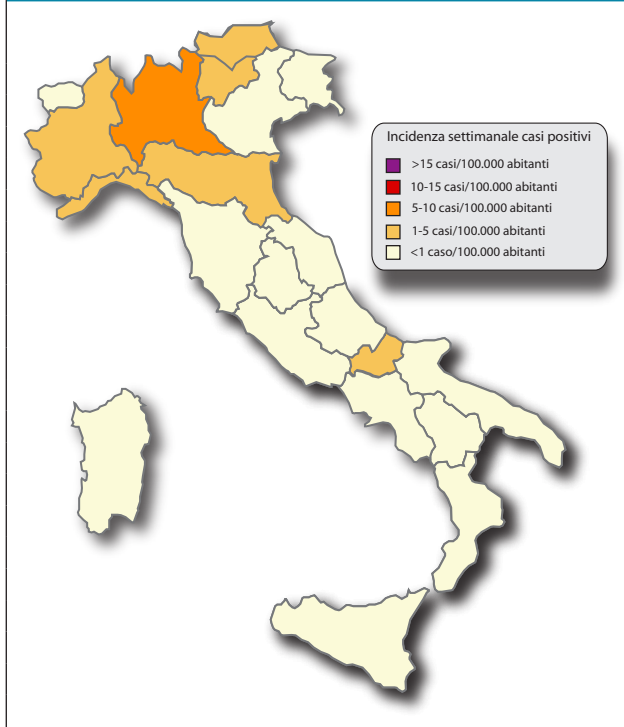 Incidenza settimanale casi positivi
>15 casi/100.000 abitanti
10-15 casi/100.000 abitanti
5-10 casi/100.000 abitanti
1-5 casi/100.000 abitanti
<1 caso/100.000 abitanti